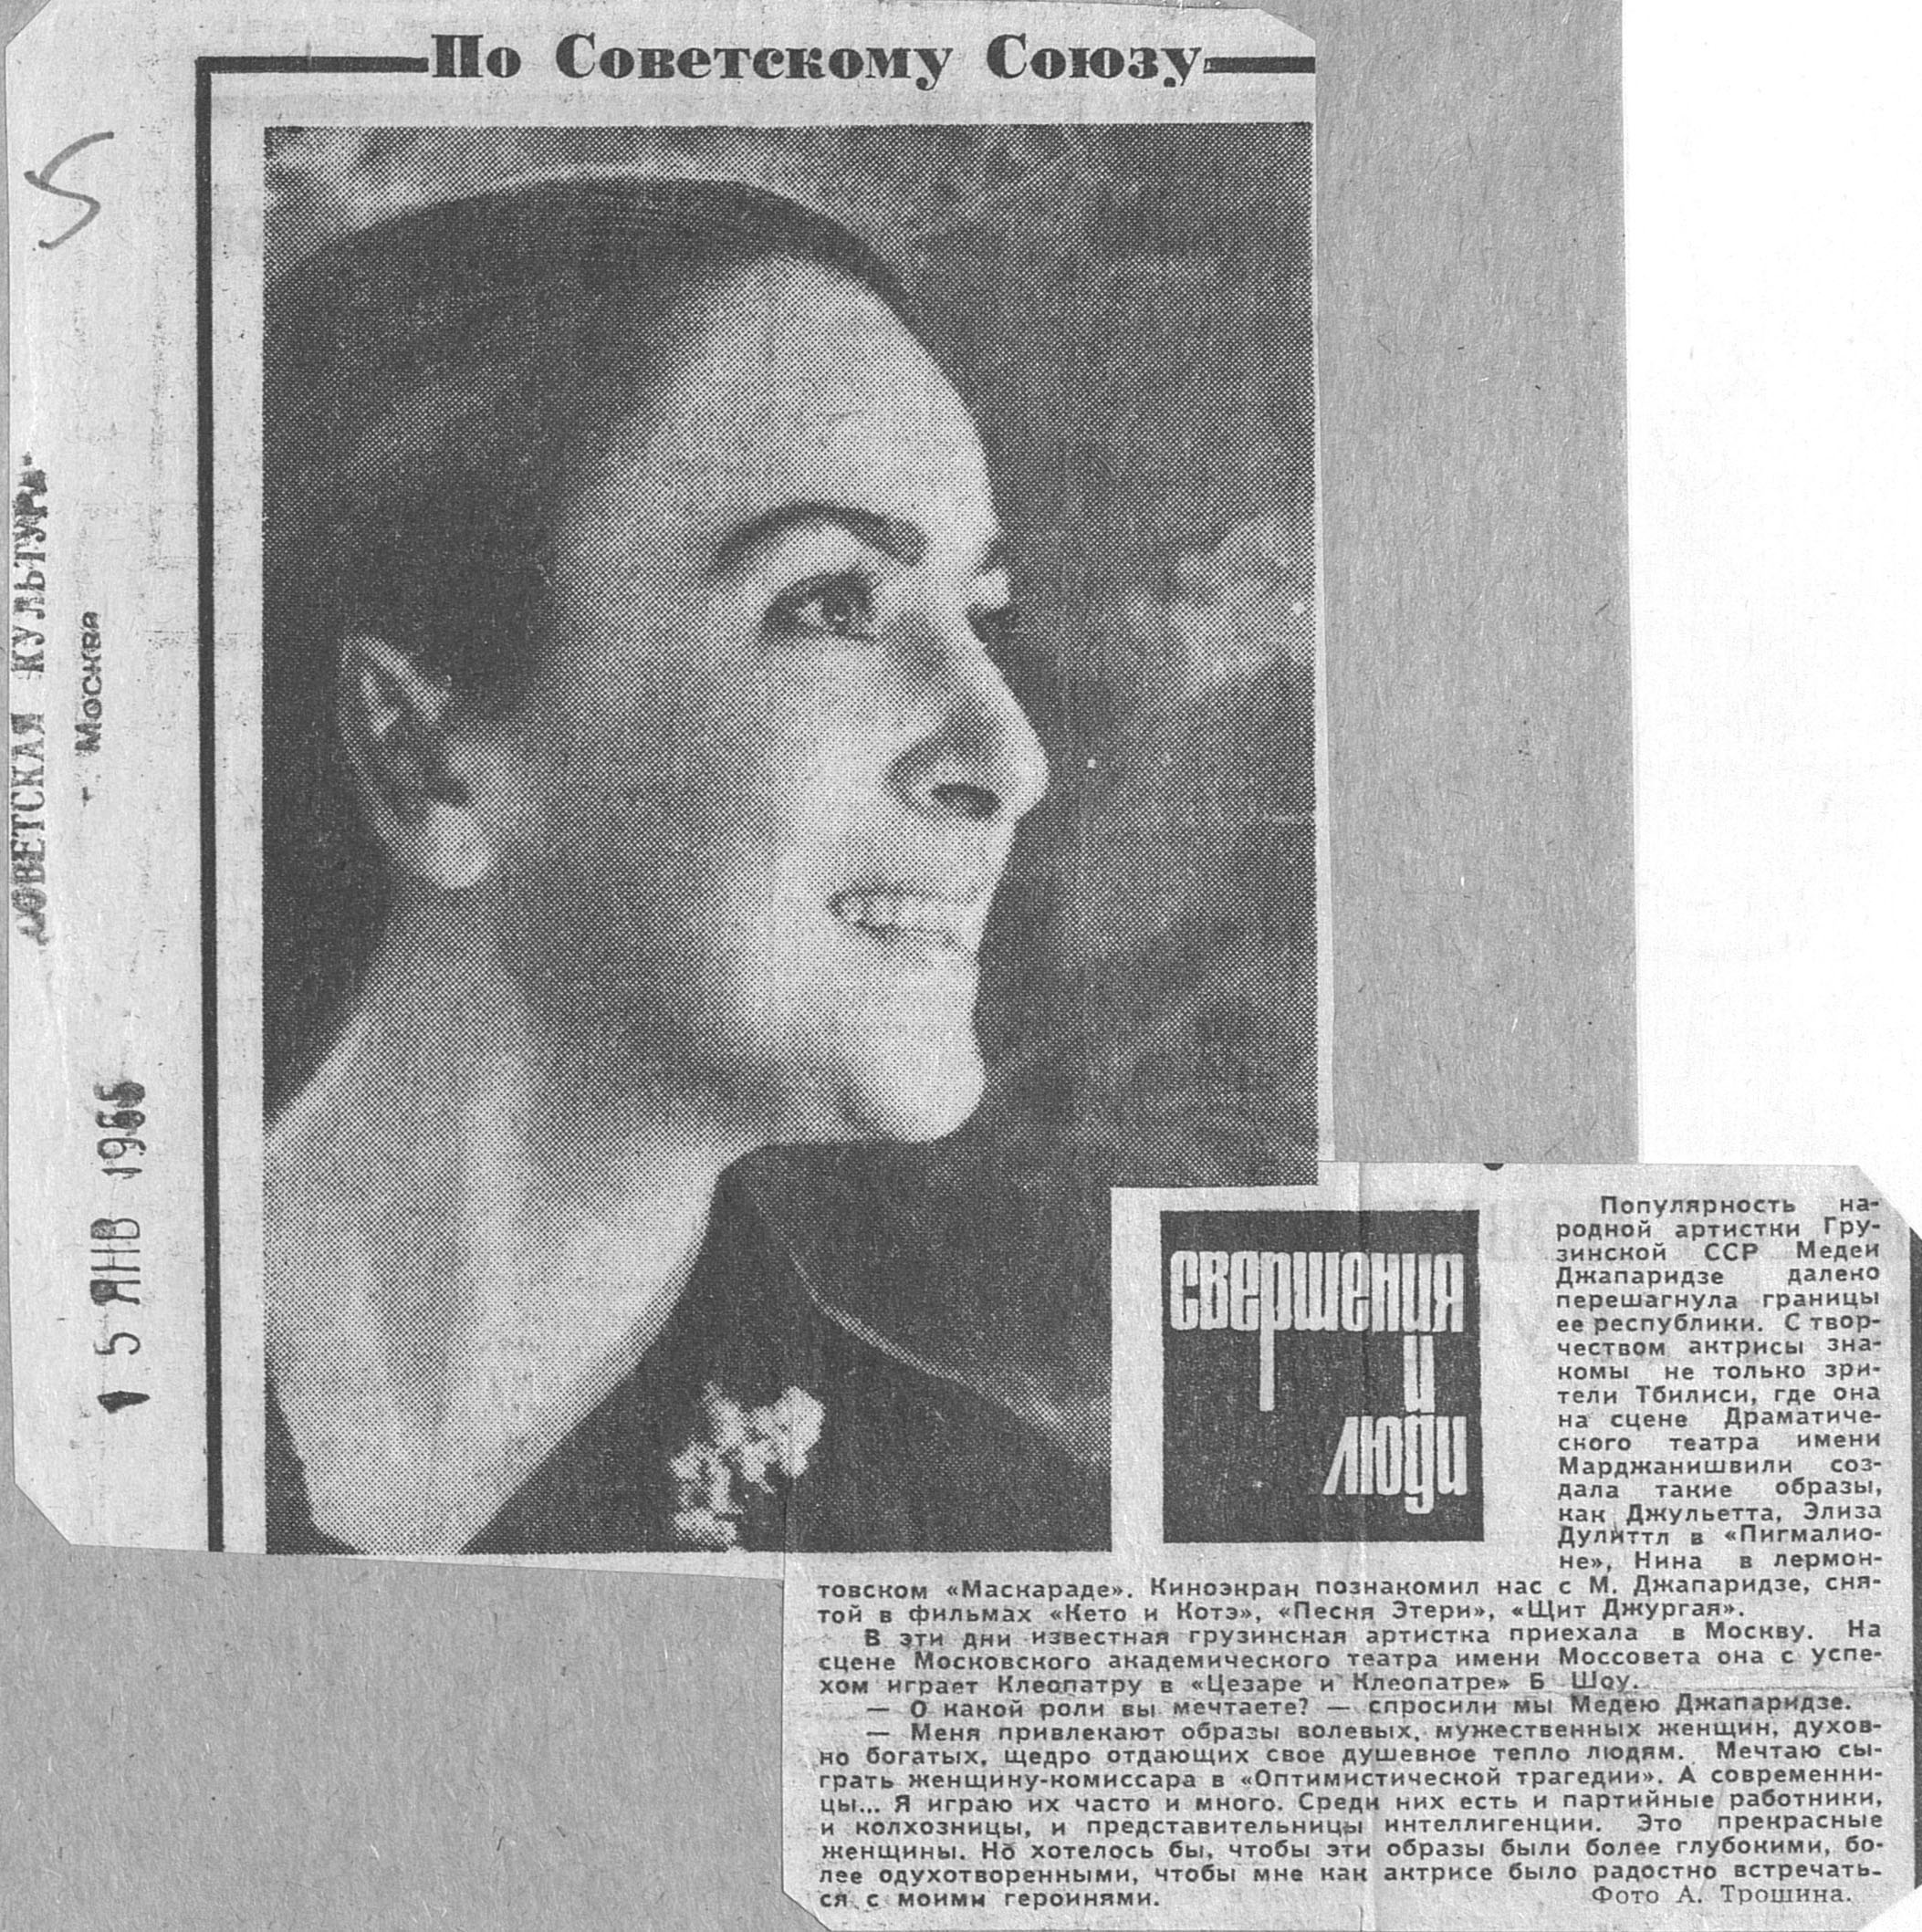 По Советскому Союзу
5
СОВЕТСКАЯ КУЛЬТУРА
г. Москва
15 ЯНВ 1966
свершения
и
люди
Популярность на-
родной артистки Гру-
зинской ССР Медеи
Джапаридзе далеко
перешагнула границы
ее республики. С твор-
чеством актрисы зна-
комы не только зри-
тели Тбилиси, где она
на сцене Драматиче-
ского театра имени
Марджанишвили соз-
дала такие образы,
как Джульетта, Элиза
Дулиттл в «Пигмалио-
не», Нина в лермон-
товском «Маскараде». Киноэкран познакомил нас с М. Джапаридзе, сня-
той в фильмах «Кето и Котэ», «Песня Этери», «Щит Джургая».
В эти дни известная грузинская артистка приехала в Москву. На
сцене Московского академического театра имени Моссовета она с успе-
хом играет Клеопатру в «Цезаре и Клеопатре» Б Шоу.
— О какой роли вы мечтаете? — спросили мы Медею Джапаридзе.
— Меня привлекают образы волевых, мужественных женщин, духов-
но богатых, щедро отдающих свое душевное тепло людям. Мечтаю сы-
грать женщину-комиссара в «Оптимистической трагедии». А современни-
цы... Я играю их часто и много. Среди них есть и партийные работники,
и колхозницы, и представительницы интеллигенции. Это прекрасные
женщины. Но хотелось бы, чтобы эти образы были более глубокими, бо-
лее одухотворенными, чтобы мне как актрисе было радостно встречать-
ся с моими героинями.
Фото А. Трошина.